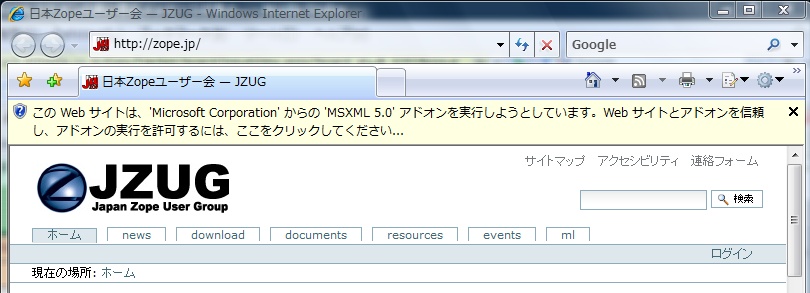 日本Zopeユーザー会 — JZUG - Windows Internet Explorer
http://zope.jp/
Google
日本Zopeユーザー会 — JZUG
この Web サイトは、'Microsoft Corporation' からの 'MSXML 5.0' アドオンを実行しようとしています。Web サイトとアドオンを信頼
し、アドオンの実行を許可するには、ここをクリックしてください...
サイトマップ アクセシビリティ 連絡フォーム
JZUG
Japan Zope User Group
検索
ホーム news download documents resources events ml
ログイン
現在の場所: ホーム